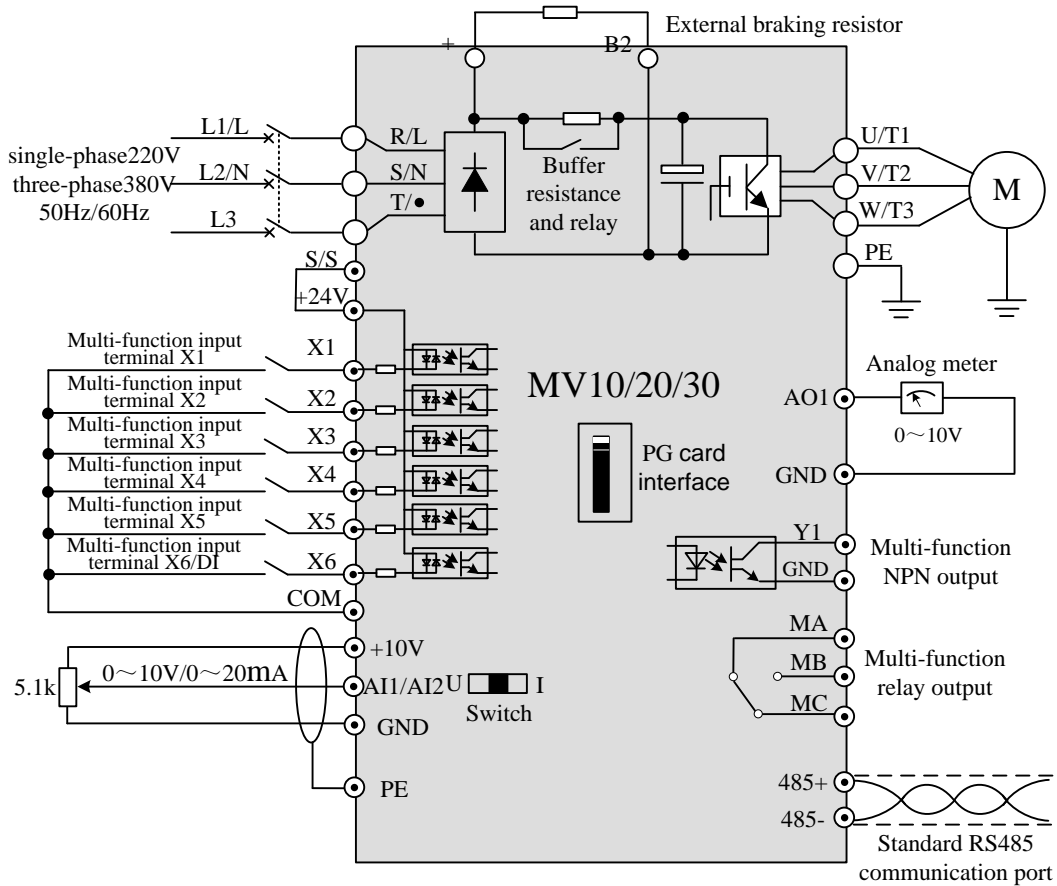 External braking resistor
+
B2
L1/L
R/L
single-phase220V
three-phase380V
50Hz/60Hz
L2/N
S/N
T/●
L3
Buffer
resistance
and relay
U/T1
V/T2
W/T3
M
PE
S/S
+24V
Multi-function input
terminal X1
X1
Multi-function input
terminal X2
X2
Multi-function input
terminal X3
X3
Multi-function input
terminal X4
X4
Multi-function input
terminal X5
X5
Multi-function input
terminal X6/DI
X6
COM
MV10/20/30
PG card
interface
Analog meter
AO1
0～10V
GND
Y1
GND
Multi-function
NPN output
MA
MB
MC
Multi-function
relay output
+10V
5.1k
0～10V/0～20mA
AI1/AI2
U
I
Switch
GND
PE
485+
485-
Standard RS485
communication port